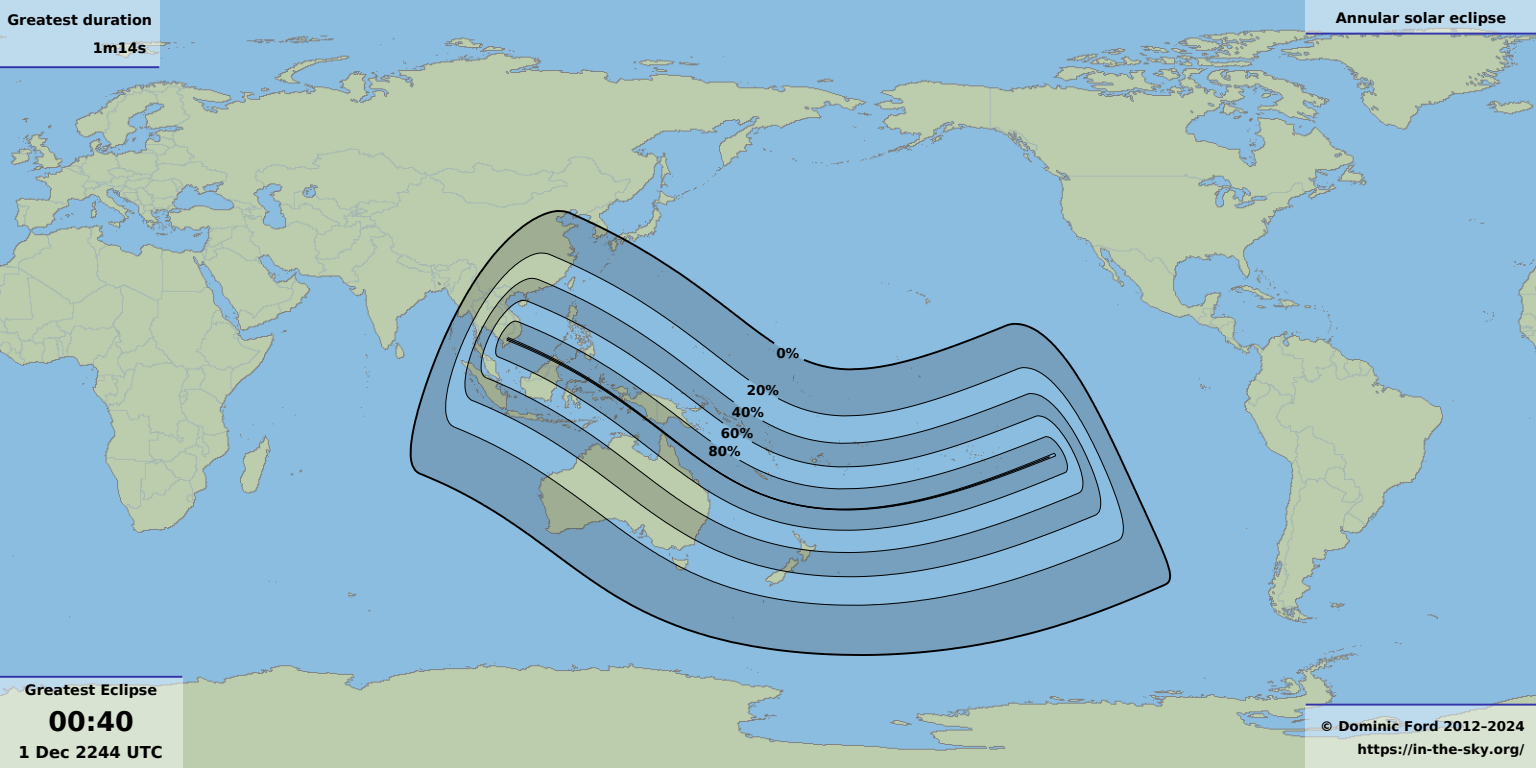 Greatest duration
1m14s
Annular solar eclipse
0%
20%
40%
60%
80%
Greatest Eclipse
00:40
1 Dec 2244 UTC
© Dominic Ford 2012–2024
https://in-the-sky.org/